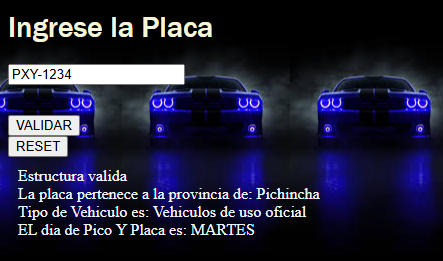 Ingrese la Placa
PXY-1234
VALIDAR
RESET
Estructura valida
La placa pertenece a la provincia de: Pichincha
Tipo de Vehiculo es: Vehiculos de uso oficial
EL dia de Pico Y Placa es: MARTES